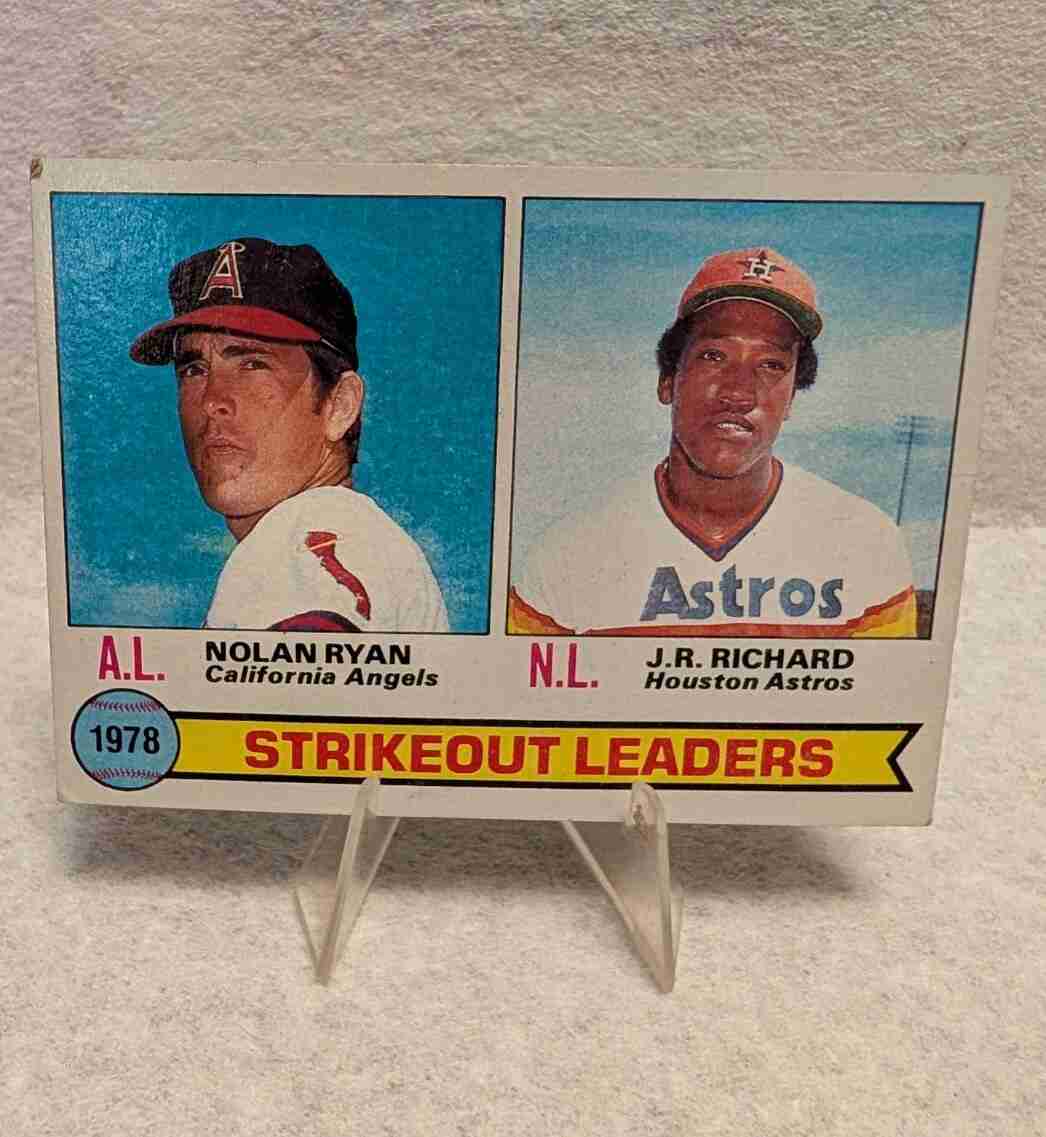 A
H
Astros
A.L. NOLAN RYAN
California Angels
N.L. J.R. RICHARD
Houston Astros
1978 STRIKEOUT LEADERS